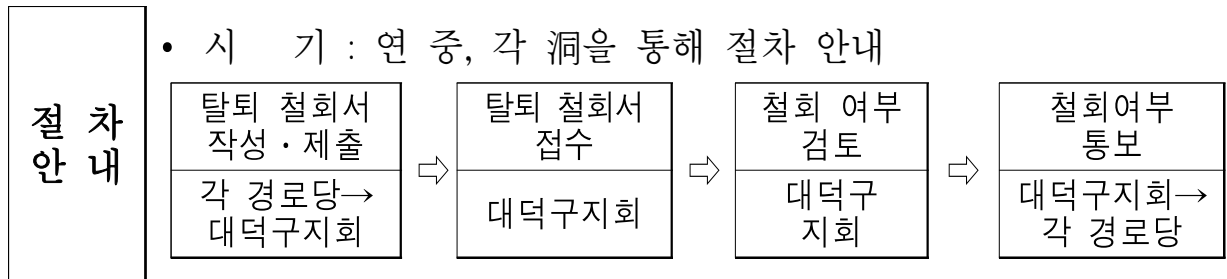 절 차
안 내
• 시 기 : 연 중, 각 洞을 통해 절차 안내
탈퇴 철회서
작성・제출
각 경로당→
대덕구지회
⇨
탈퇴 철회서
접수
대덕구지회
⇨
철회 여부
검토
대덕구
지회
⇨
철회여부
통보
대덕구지회→
각 경로당